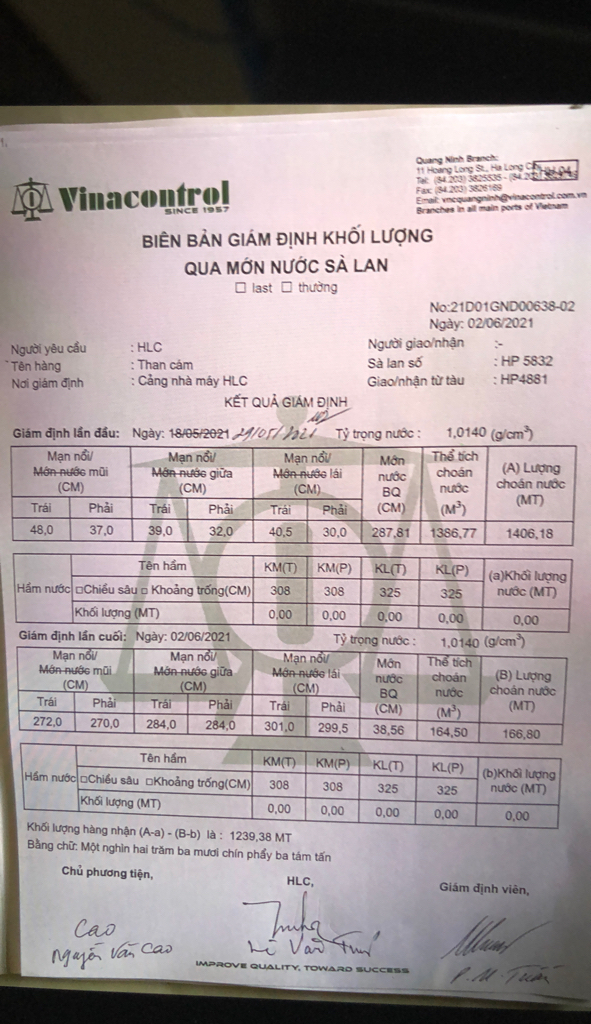 Vinacontrol
SINCE 1957
Quang Ninh Branch:
11 Hoang Long St., Ha Long
Tel: (84.203) 3825535 - (84.20
Fax: (84.203) 3826169
Email: vncquangninh@vinacontrol.com.vn
Branches in all main ports of Vietnam
BIÊN BẢN GIÁM ĐỊNH KHỐI LƯỢNG
QUA MỚN NƯỚC SÀ LAN
☐ last ☐ thường
No:21D01GND00638-02
Ngày: 02/06/2021
Người yêu cầu : HLC Người giao/nhận :-
Tên hàng : Than cám Sà lan số : HP 5832
Nơi giám định : Cảng nhà máy HLC Giao/nhận từ tàu : HP4881
KẾT QUẢ GIÁM ĐỊNH
Giám định lần đầu: Ngày: 18/05/2021 29/05/2021 Tỷ trọng nước : 1,0140 (g/cm³)
Mạn nổi/ Mớn nước mũi (CM) Mạn nổi/ Mớn nước giữa (CM) Mạn nổi/ Mớn nước lái (CM) Mớn nước BQ (CM) Thể tích choán nước (M³) (A) Lượng choán nước (MT)
Trái Phải Trái Phải Trái Phải
48,0 37,0 39,0 32,0 40,5 30,0 287,81 1386,77 1406,18
Hầm nước Tên hầm KM(T) KM(P) KL(T) KL(P) (a)Khối lượng nước (MT)
☐Chiều sâu ☐ Khoảng trống(CM) 308 308 325 325
Khối lượng (MT) 0,00 0,00 0,00 0,00 0,00
Giám định lần cuối: Ngày: 02/06/2021 Tỷ trọng nước : 1,0140 (g/cm³)
Mạn nổi/ Mớn nước mũi (CM) Mạn nổi/ Mớn nước giữa (CM) Mạn nổi/ Mớn nước lái (CM) Mớn nước BQ (CM) Thể tích choán nước (M³) (B) Lượng choán nước (MT)
Trái Phải Trái Phải Trái Phải
272,0 270,0 284,0 284,0 301,0 299,5 38,56 164,50 166,80
Hầm nước Tên hầm KM(T) KM(P) KL(T) KL(P) (b)Khối lượng nước (MT)
☐Chiều sâu ☐Khoảng trống(CM) 308 308 325 325
Khối lượng (MT) 0,00 0,00 0,00 0,00 0,00
Khối lượng hàng nhận (A-a) - (B-b) là : 1239,38 MT
Bằng chữ: Một nghìn hai trăm ba mươi chín phẩy ba tám tấn
Chủ phương tiện, HLC, Giám định viên,
Cao
Nguyễn Văn Cao
IMPROVE QUALITY, TOWARD SUCCESS